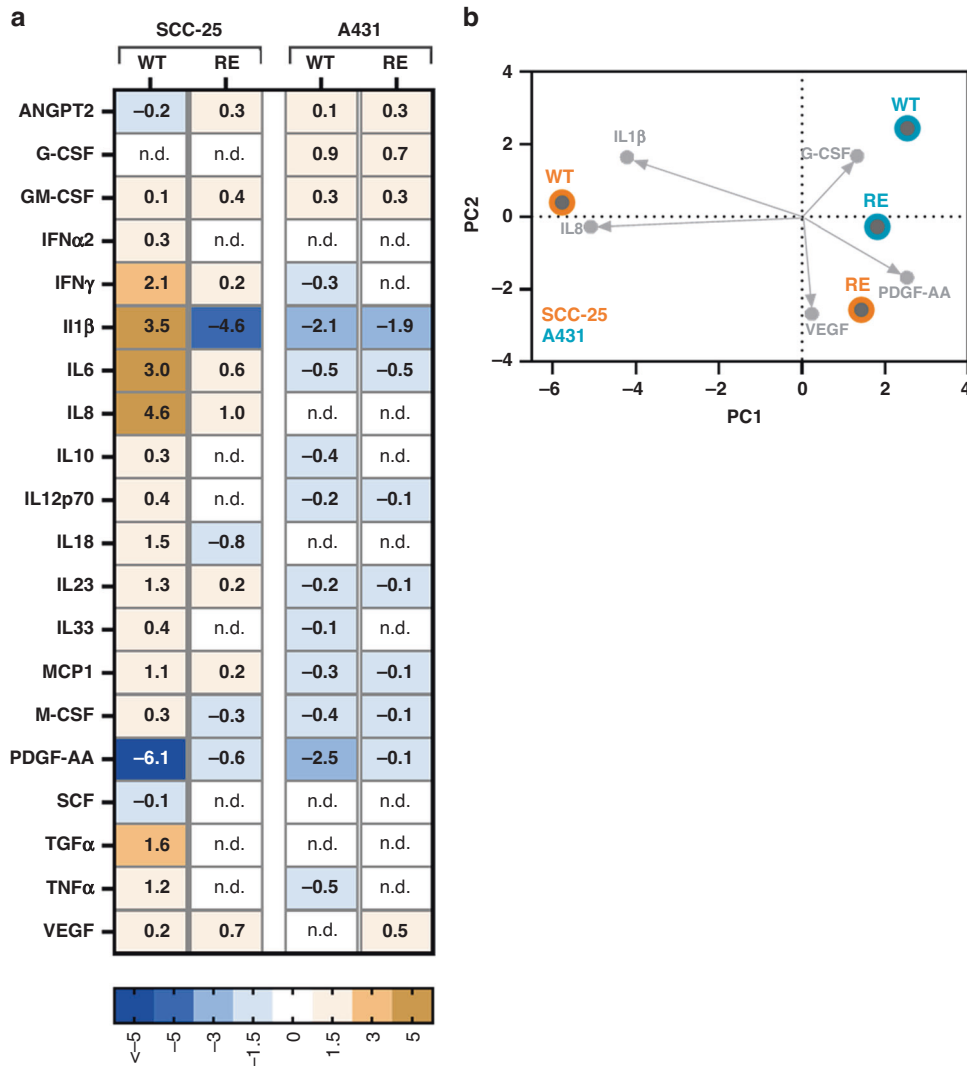 a
SCC-25 A431
WT RE WT RE
ANGPT2 –0.2 0.3 0.1 0.3
G-CSF n.d. n.d. 0.9 0.7
GM-CSF 0.1 0.4 0.3 0.3
IFNα2 0.3 n.d. n.d. n.d.
IFNγ 2.1 0.2 –0.3 n.d.
Il1β 3.5 –4.6 –2.1 –1.9
IL6 3.0 0.6 –0.5 –0.5
IL8 4.6 1.0 n.d. n.d.
IL10 0.3 n.d. –0.4 n.d.
IL12p70 0.4 n.d. –0.2 –0.1
IL18 1.5 –0.8 n.d. n.d.
IL23 1.3 0.2 –0.2 –0.1
IL33 0.4 n.d. –0.1 n.d.
MCP1 1.1 0.2 –0.3 –0.1
M-CSF 0.3 –0.3 –0.4 –0.1
PDGF-AA –6.1 –0.6 –2.5 –0.1
SCF –0.1 n.d. n.d. n.d.
TGFα 1.6 n.d. n.d. n.d.
TNFα 1.2 n.d. –0.5 n.d.
VEGF 0.2 0.7 n.d. 0.5
<–5 –5 –3 –1.5 0 1.5 3 5
b
4
2
0
–2
–4
PC2
WT
IL1β
G-CSF
WT
RE
IL8
PDGF-AA
RE
VEGF
SCC-25
A431
–6 –4 –2 0 2 4
PC1